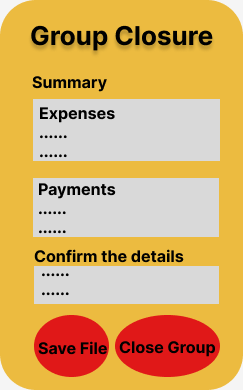 Group Closure
Summary
Expenses
......
......
Payments
......
......
Confirm the details
......
......
Save File
Close Group